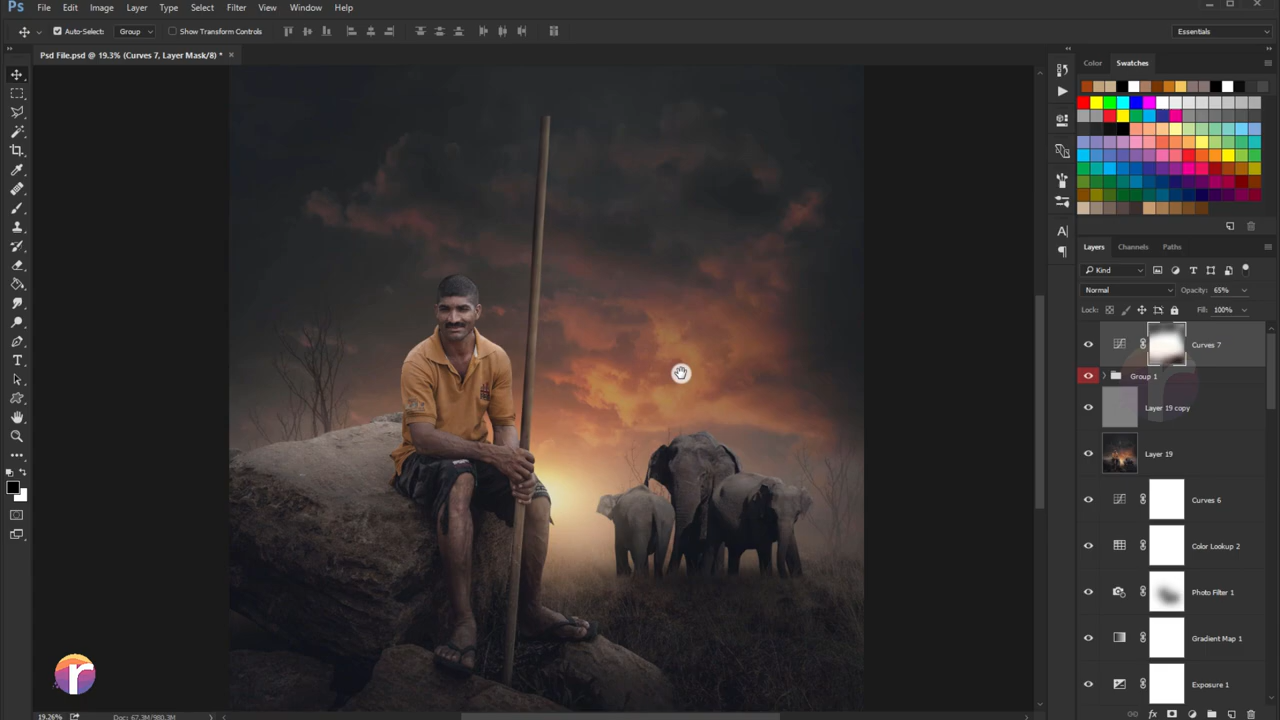 Ps File Edit Image Layer Type Select Filter View Window Help
Auto-Select: Group Show Transform Controls Essentials
Psd File.psd @ 19.3% (Curves 7, Layer Mask/8) * ×
Color Swatches
Layers Channels Paths
Kind
Normal Opacity: 65%
Lock: Fill: 100%
Curves 7
Group 1
Layer 19 copy
Layer 19
Curves 6
Color Lookup 2
Photo Filter 1
Gradient Map 1
Exposure 1
r
19.26% Doc: 67.3M/980.3M
fx